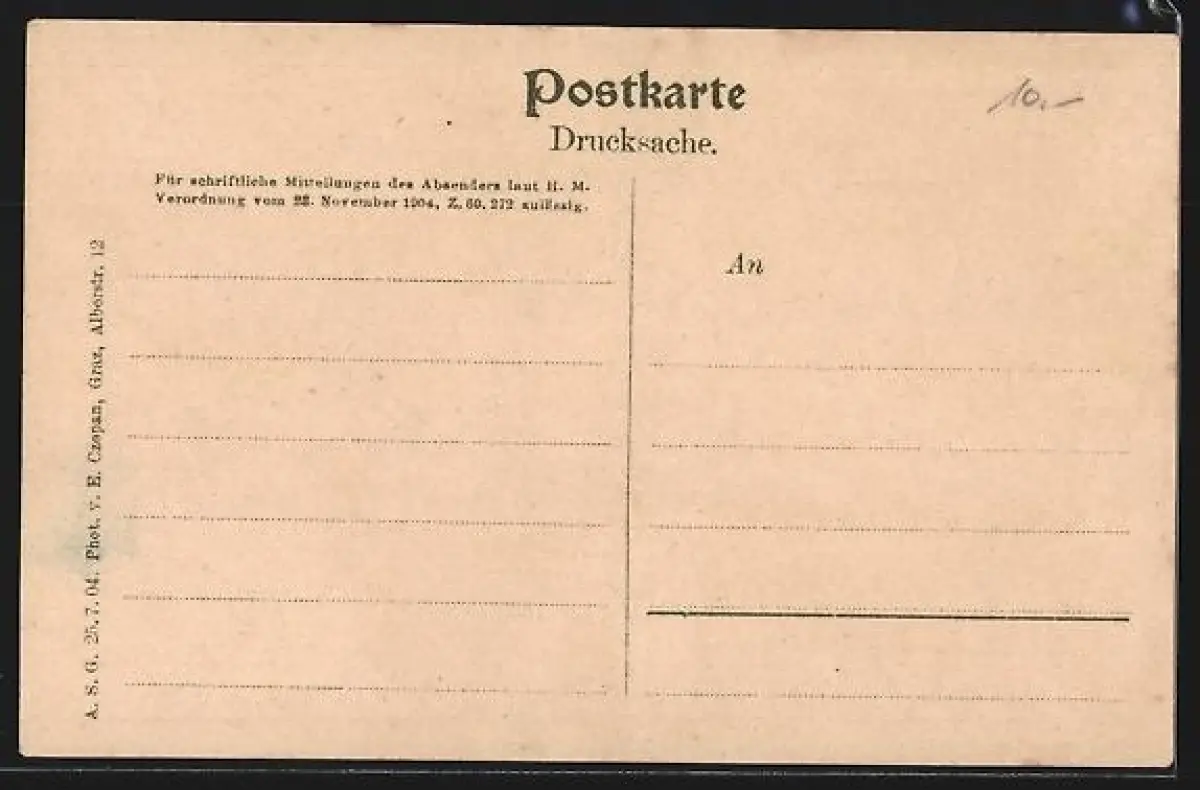 Postkarte
Drucksache.
10.-
Für schriftliche Mitteilungen des Absenders laut H. M.
Verordnung vom 22. November 1904, Z. 60.272 zulässig.
An
A. S. G. 25. 7. 04. Phot. v. E. Czepan, Graz, Alberstr. 12